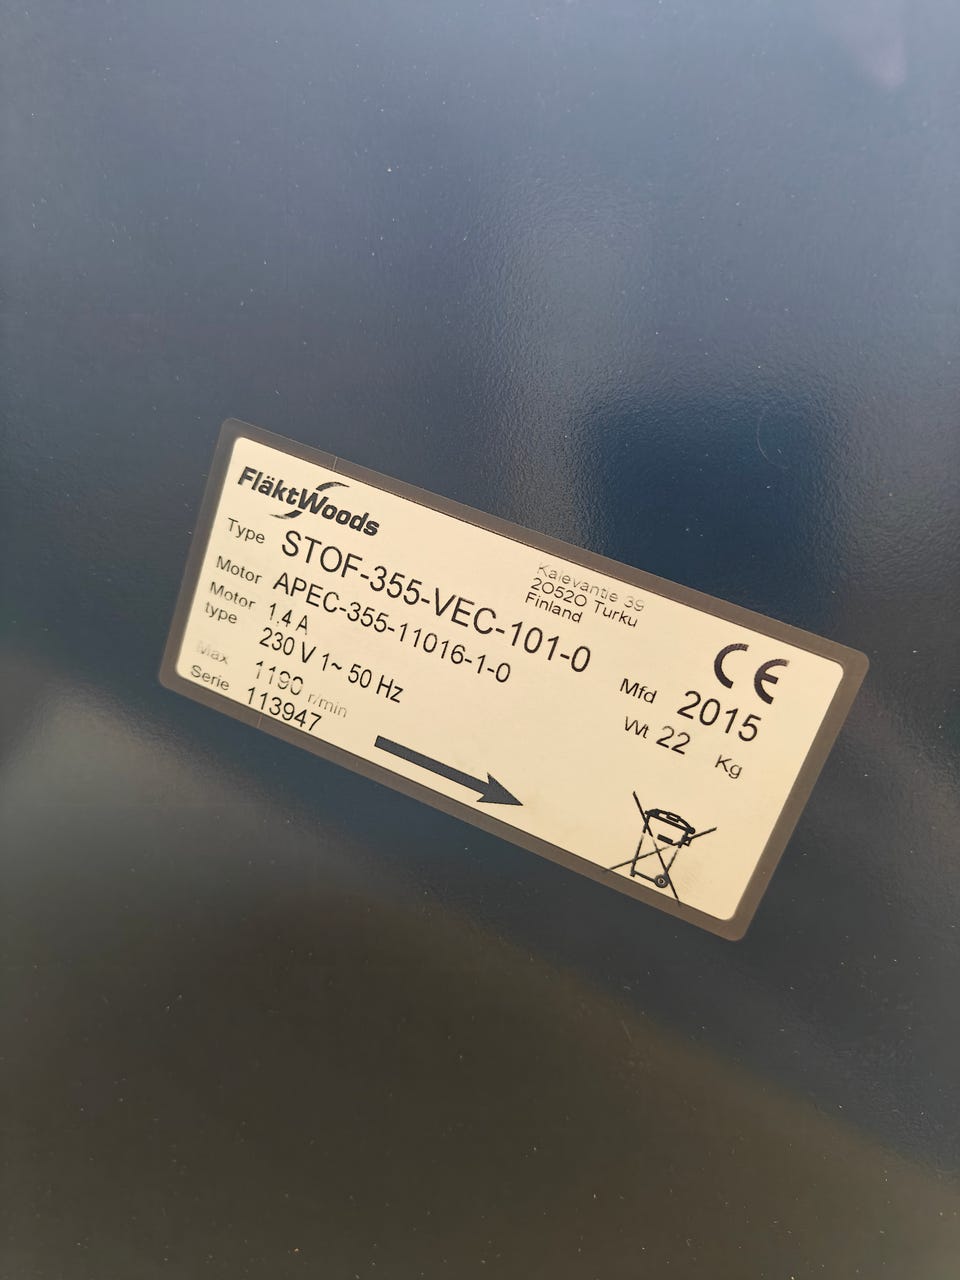 FläktWoods
Kalevantie 39
20520 Turku
Finland
Type STOF-355-VEC-101-0
Motor APEC-355-11016-1-0
Motor type 1.4 A
230 V 1~ 50 Hz
Max 1190 r/min
Serie 113947
CE
Mfd 2015
Wt 22 Kg